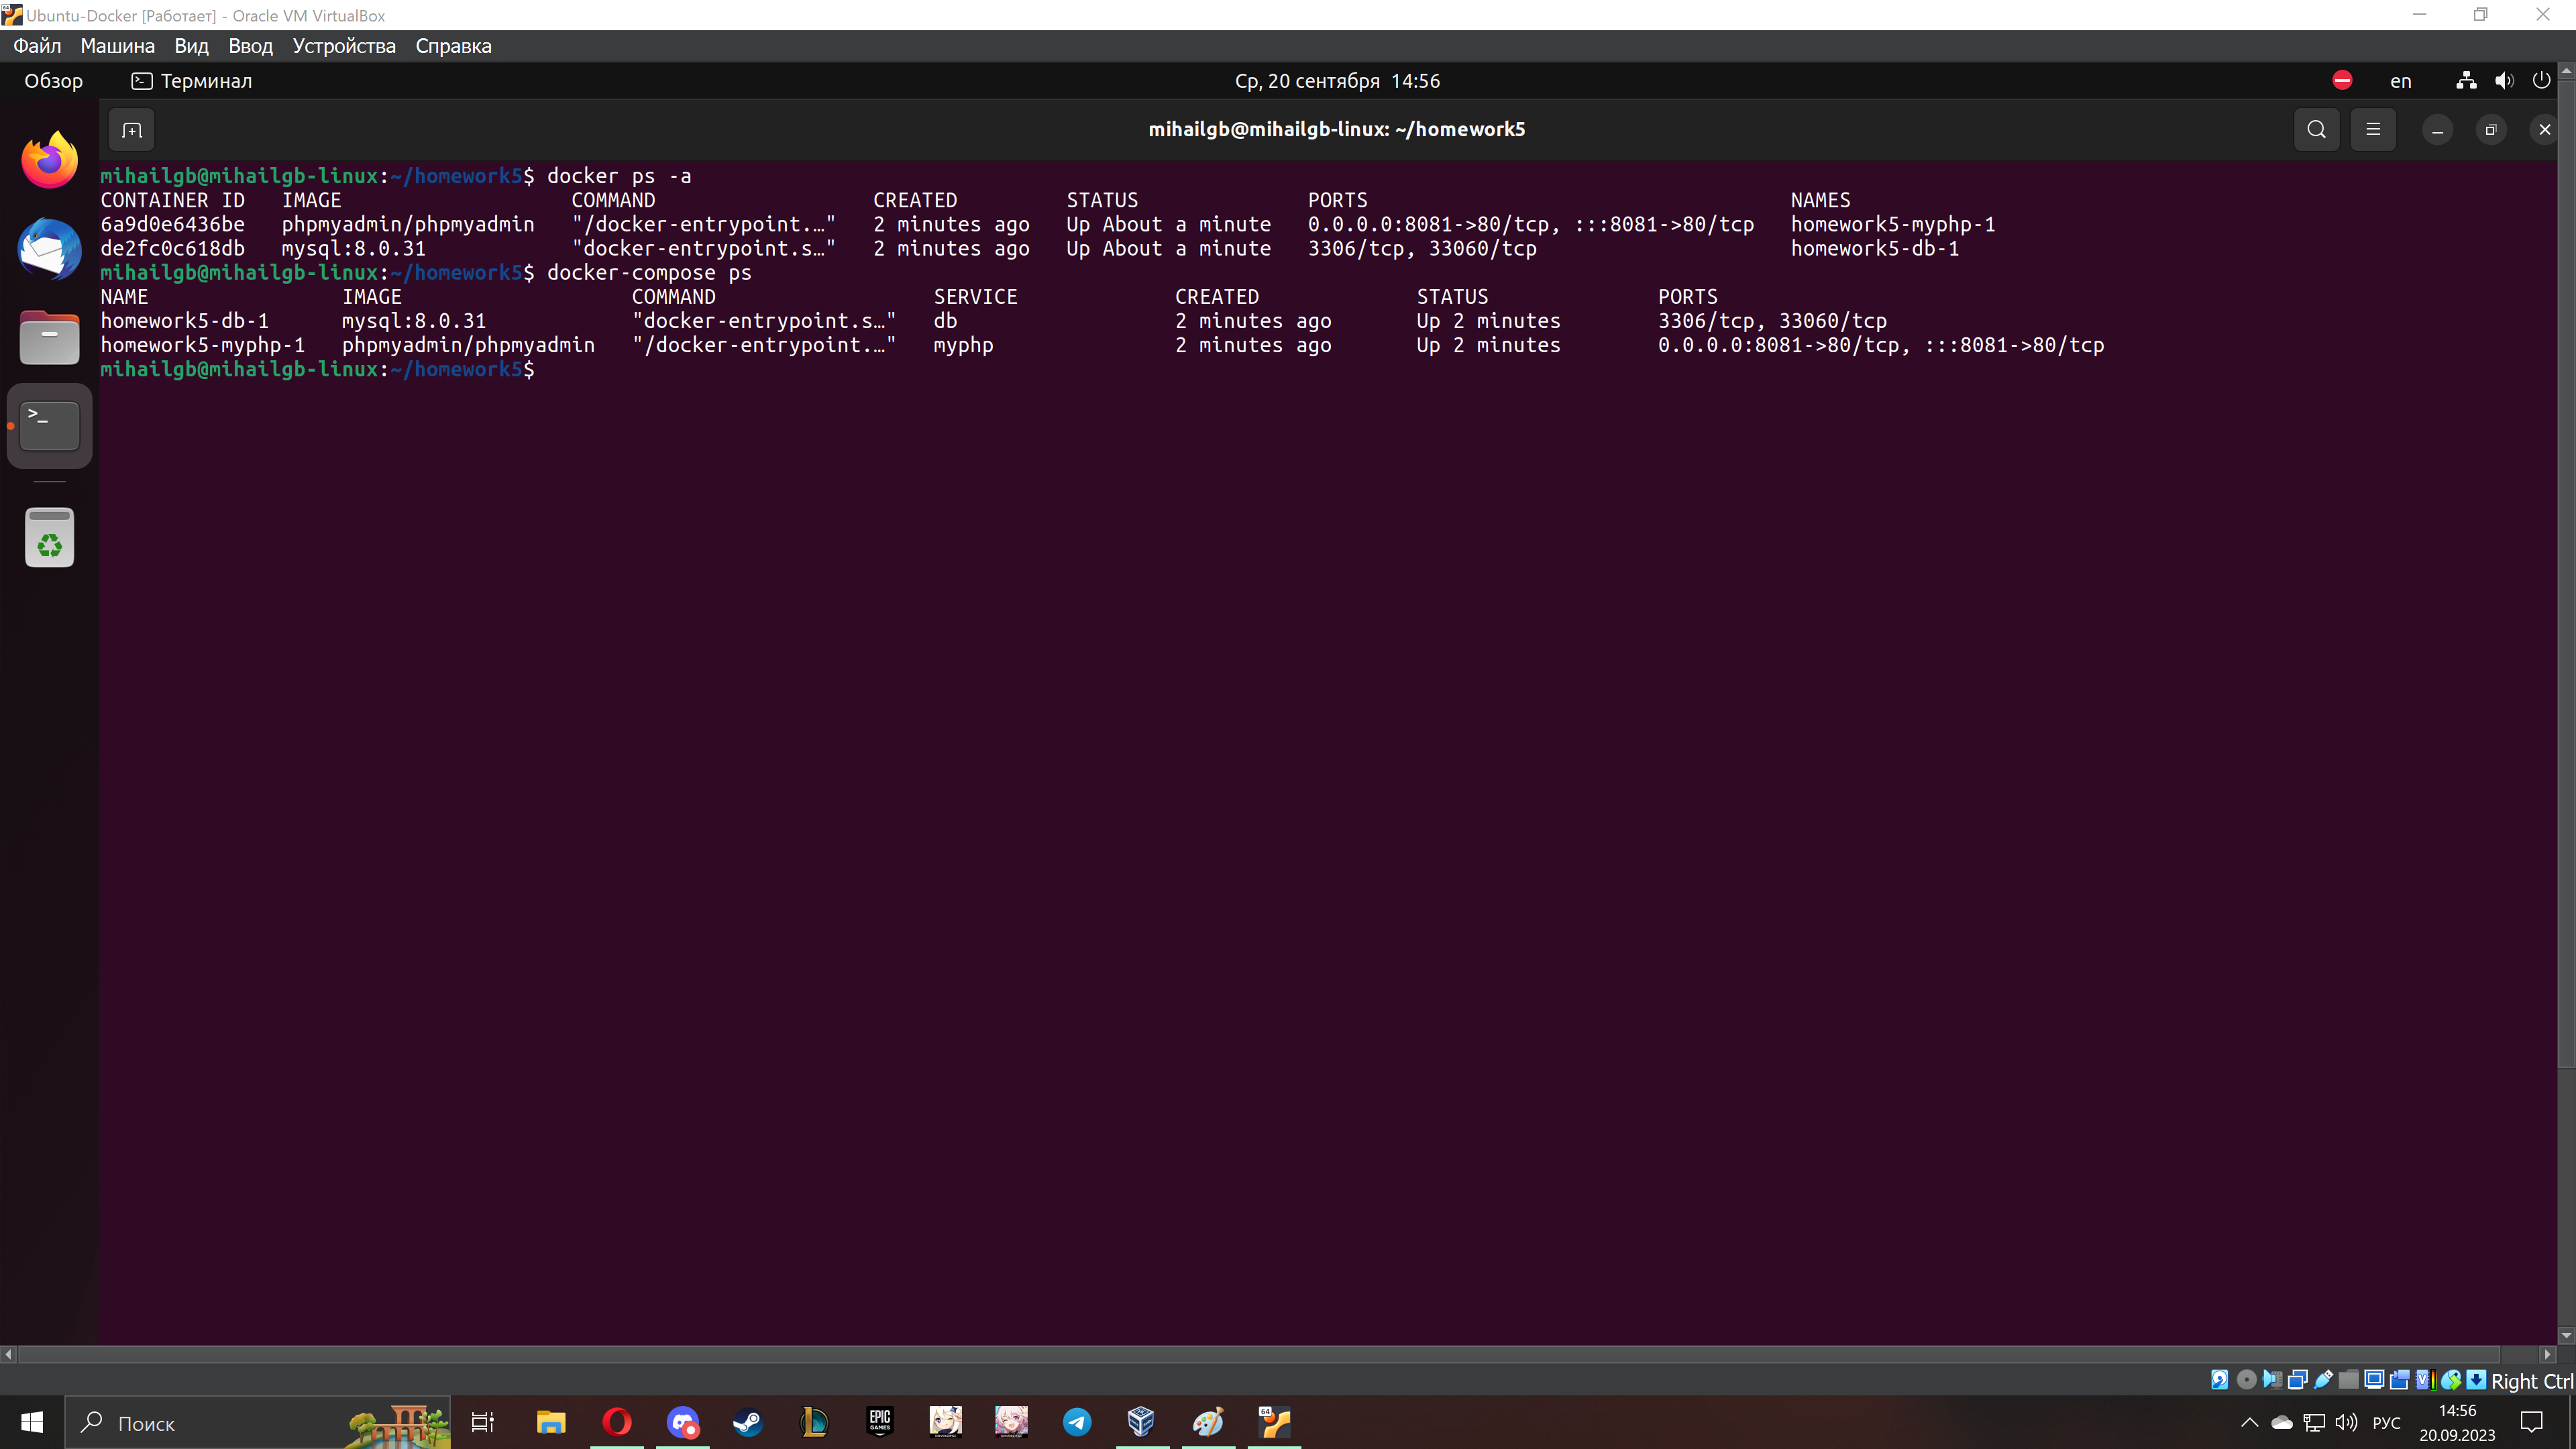 Ubuntu-Docker [Работает] - Oracle VM VirtualBox
Файл Машина Вид Ввод Устройства Справка
Обзор Терминал Ср, 20 сентября 14:56 en
mihailgb@mihailgb-linux: ~/homework5
mihailgb@mihailgb-linux:~/homework5$ docker ps -a
CONTAINER ID IMAGE COMMAND CREATED STATUS PORTS NAMES
6a9d0e6436be phpmyadmin/phpmyadmin "/docker-entrypoint.…" 2 minutes ago Up About a minute 0.0.0.0:8081->80/tcp, :::8081->80/tcp homework5-myphp-1
de2fc0c618db mysql:8.0.31 "docker-entrypoint.s…" 2 minutes ago Up About a minute 3306/tcp, 33060/tcp homework5-db-1
mihailgb@mihailgb-linux:~/homework5$ docker-compose ps
NAME IMAGE COMMAND SERVICE CREATED STATUS PORTS
homework5-db-1 mysql:8.0.31 "docker-entrypoint.s…" db 2 minutes ago Up 2 minutes 3306/tcp, 33060/tcp
homework5-myphp-1 phpmyadmin/phpmyadmin "/docker-entrypoint.…" myphp 2 minutes ago Up 2 minutes 0.0.0.0:8081->80/tcp, :::8081->80/tcp
mihailgb@mihailgb-linux:~/homework5$
Right Ctrl
Поиск
EPIC GAMES
64
РУС
14:56
20.09.2023